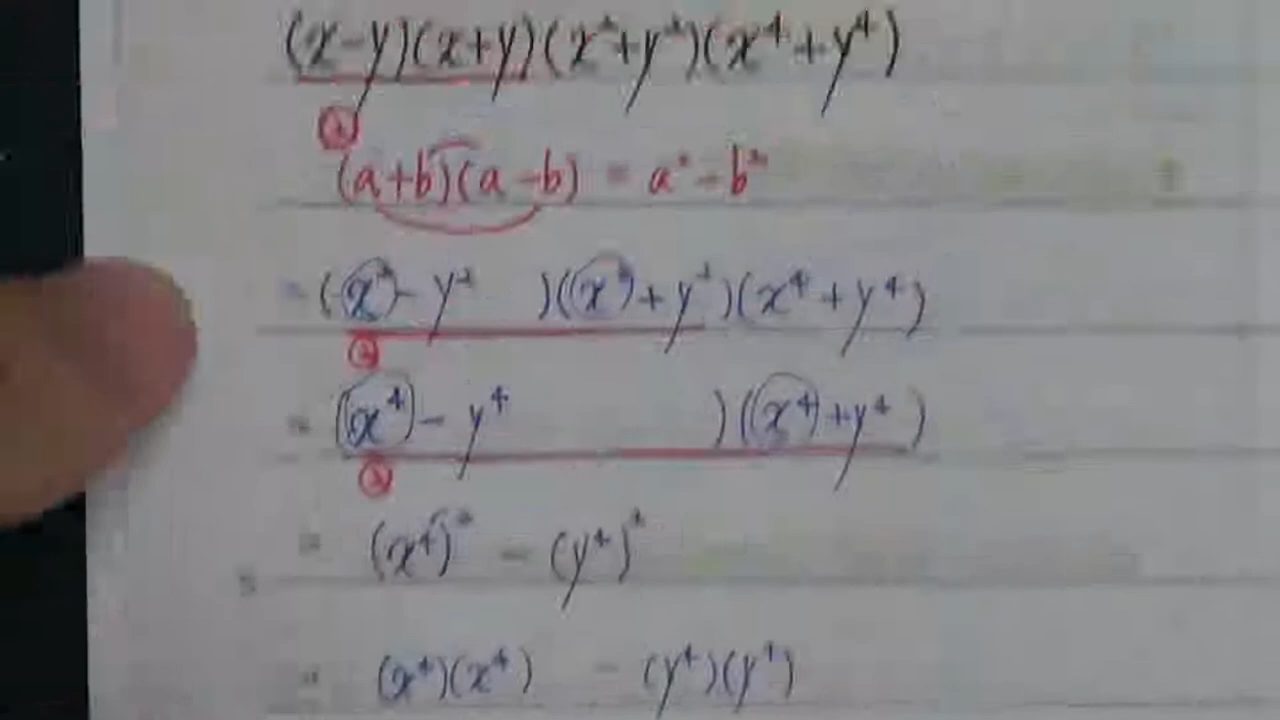 (x-y)(x+y)(x²+y²)(x⁴+y⁴)
①
(a+b)(a-b) = a²-b²
= (x²-y² )(x²+y²)(x⁴+y⁴)
②
= (x⁴-y⁴ )(x⁴+y⁴)
③
= (x⁴)² - (y⁴)²
= (x⁴)(x⁴) - (y⁴)(y⁴)